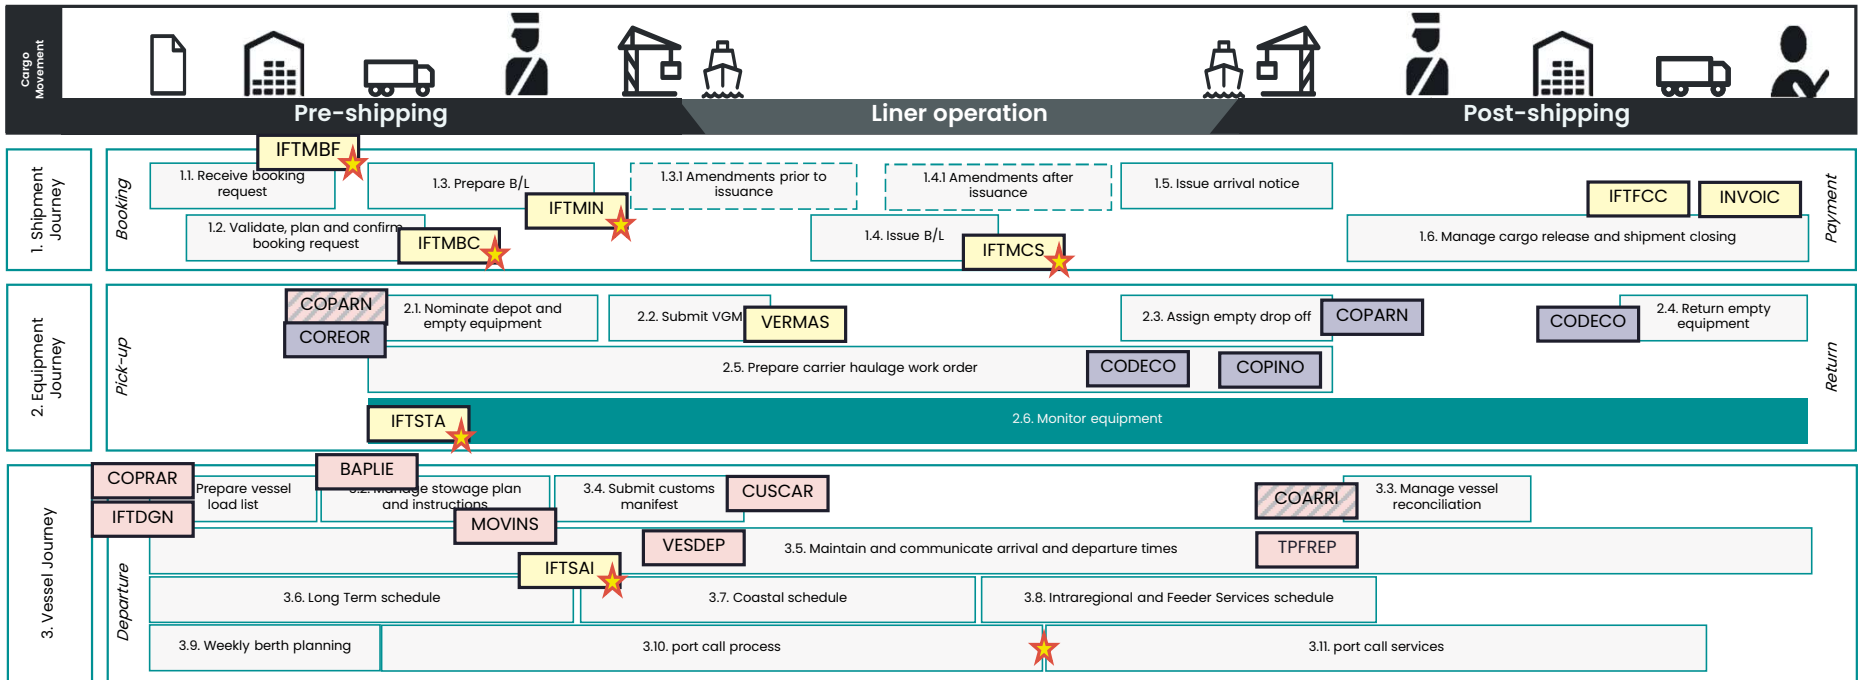 Cargo
Movement
Pre-shipping
Liner operation
Post-shipping
1. Shipment
Journey
Booking
IFTMBF
1.1. Receive booking
request
1.2. Validate, plan and confirm
booking request
IFTMBC
1.3. Prepare B/L
IFTMIN
1.3.1 Amendments prior to
issuance
1.4. Issue B/L
IFTMCS
1.4.1 Amendments after
issuance
1.5. Issue arrival notice
IFTFCC
INVOIC
1.6. Manage cargo release and shipment closing
Payment
2. Equipment
Journey
Pick-up
COPARN
COREOR
2.1. Nominate depot and
empty equipment
2.2. Submit VGM
VERMAS
2.3. Assign empty drop off
COPARN
CODECO
2.4. Return empty
equipment
2.5. Prepare carrier haulage work order
CODECO
COPINO
IFTSTA
2.6. Monitor equipment
Return
3. Vessel Journey
Departure
COPRAR
IFTDGN
Prepare vessel
load list
BAPLIE
3.2. Manage stowage plan
and instructions
MOVINS
3.4. Submit customs
manifest
CUSCAR
COARRI
3.3. Manage vessel
reconciliation
VESDEP
3.5. Maintain and communicate arrival and departure times
TPFREP
IFTSAI
3.6. Long Term schedule
3.7. Coastal schedule
3.8. Intraregional and Feeder Services schedule
3.9. Weekly berth planning
3.10. port call process
3.11. port call services